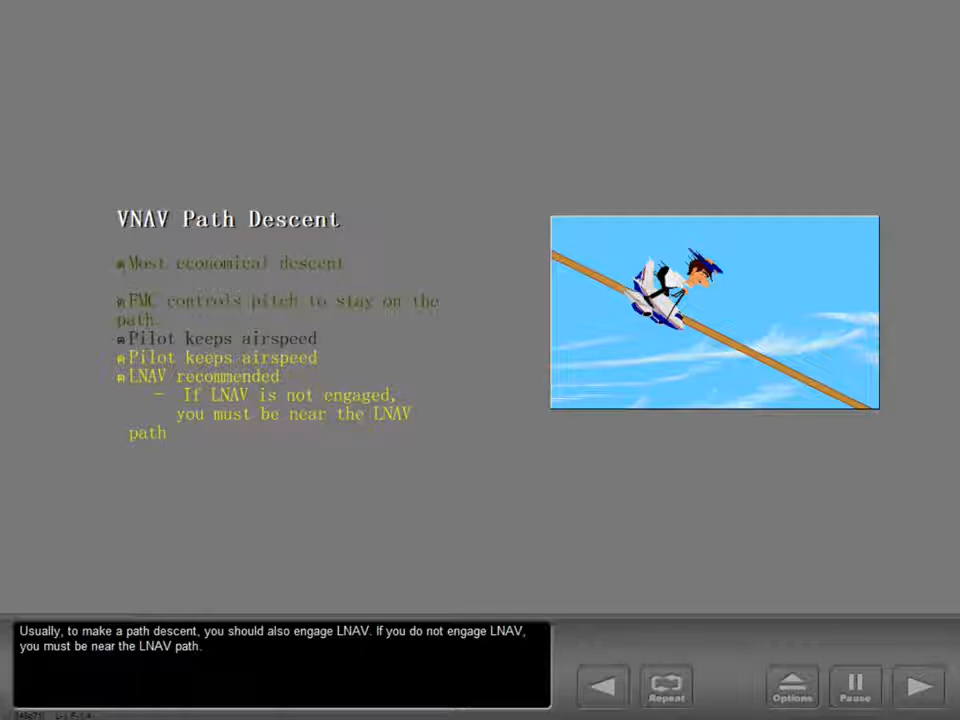 VNAV Path Descent
Most economical descent
FMC controls pitch to stay on the
path.
Pilot keeps airspeed
Pilot keeps airspeed
LNAV recommended
– If LNAV is not engaged,
you must be near the LNAV
path
Usually, to make a path descent, you should also engage LNAV. If you do not engage LNAV,
you must be near the LNAV path.
Repeat
Options
Pause